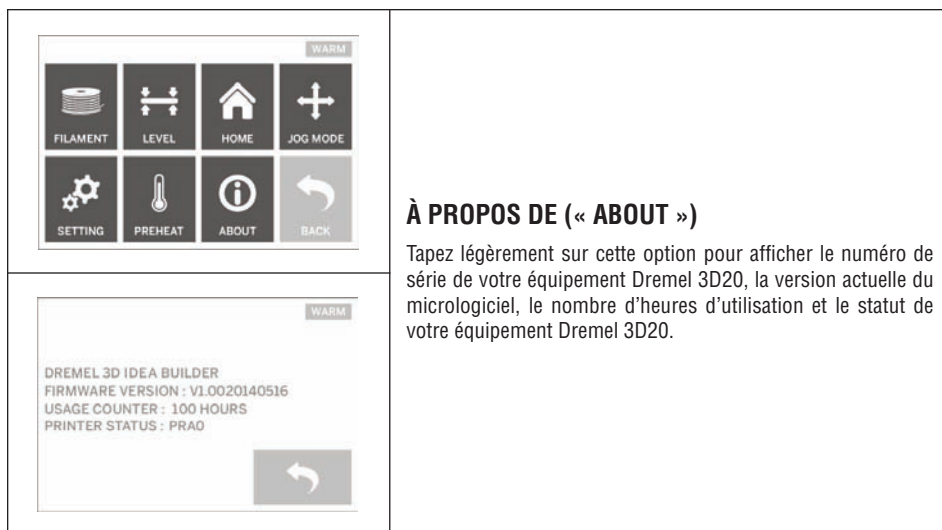 WARM
FILAMENT LEVEL HOME JOG MODE
SETTING PREHEAT ABOUT BACK
WARM
DREMEL 3D IDEA BUILDER
FIRMWARE VERSION : V1.0020140516
USAGE COUNTER : 100 HOURS
PRINTER STATUS : PRA0
À PROPOS DE (« ABOUT »)
Tapez légèrement sur cette option pour afficher le numéro de
série de votre équipement Dremel 3D20, la version actuelle du
micrologiciel, le nombre d’heures d’utilisation et le statut de
votre équipement Dremel 3D20.